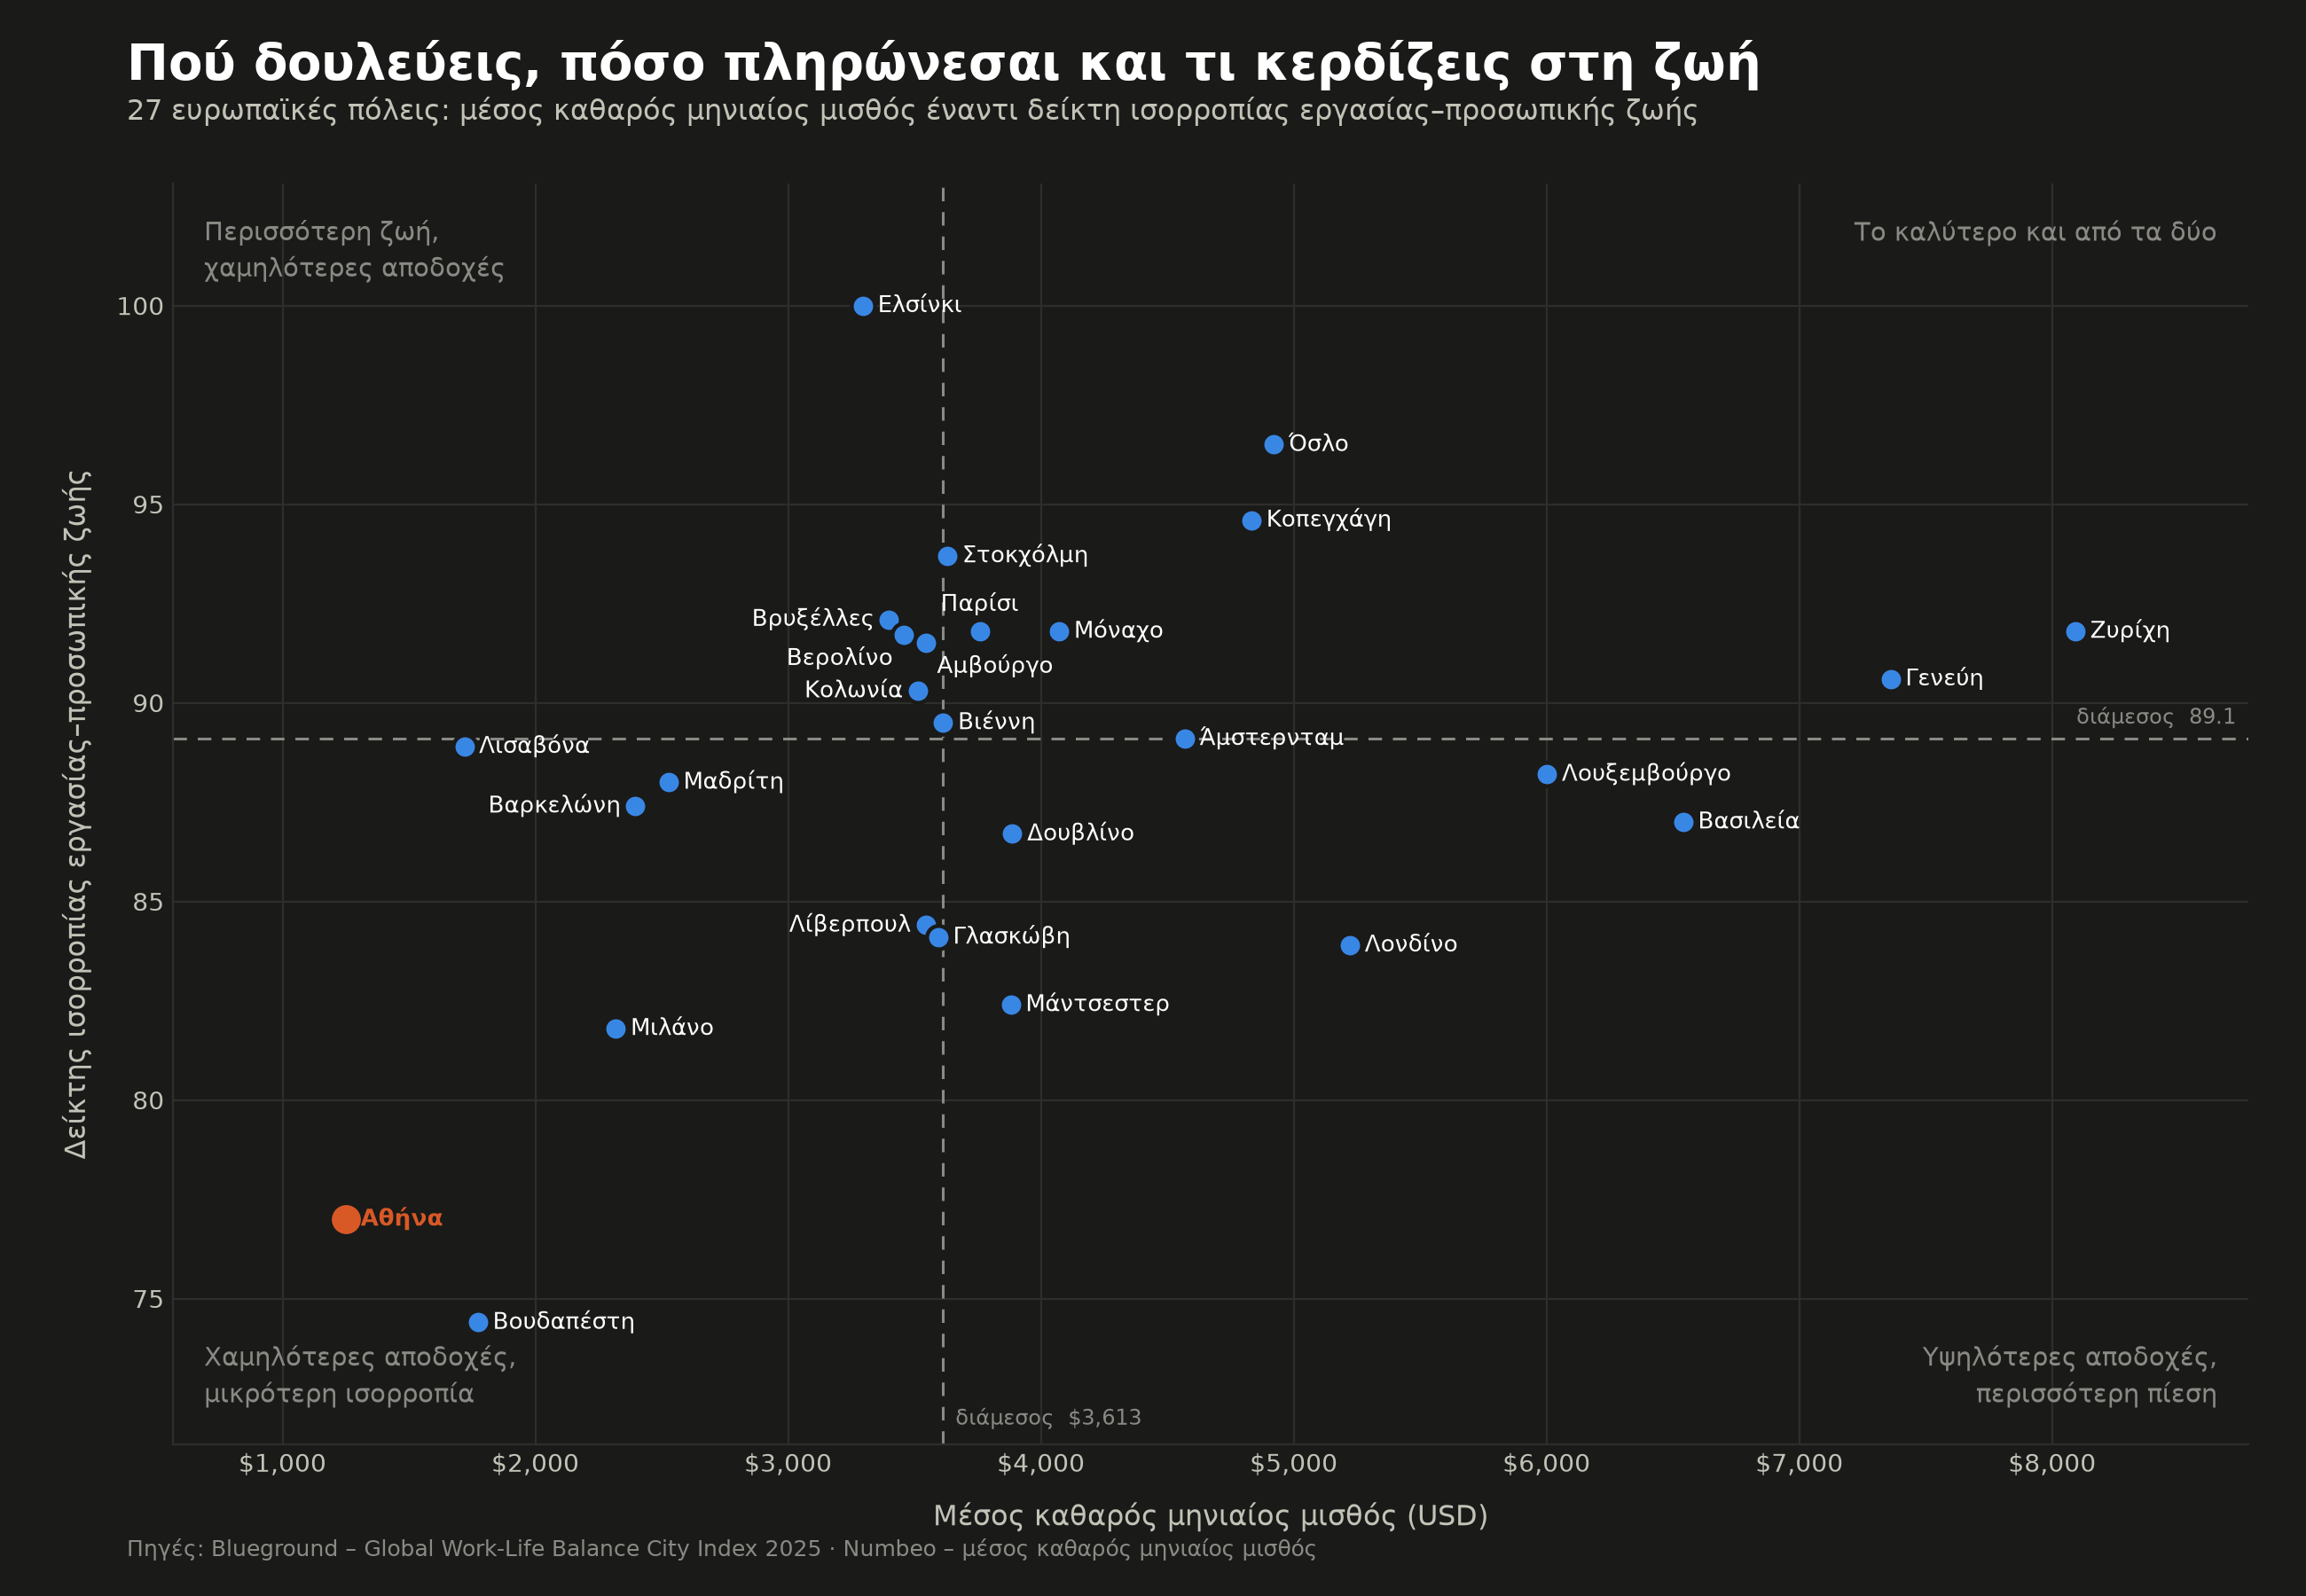 Πού δουλεύεις, πόσο πληρώνεσαι και τι κερδίζεις στη ζωή
27 ευρωπαϊκές πόλεις: μέσος καθαρός μηνιαίος μισθός έναντι δείκτη ισορροπίας εργασίας–προσωπικής ζωής
Περισσότερη ζωή,
χαμηλότερες αποδοχές
Το καλύτερο και από τα δύο
100
Ελσίνκι
Όσλο
95
Κοπεγχάγη
Στοκχόλμη
Παρίσι
Βρυξέλλες
Μόναχο
Ζυρίχη
Βερολίνο
Αμβούργο
Κολωνία
Γενεύη
90
διάμεσος 89.1
Βιέννη
Άμστερνταμ
Λισαβόνα
Μαδρίτη
Λουξεμβούργο
Βαρκελώνη
Βασιλεία
Δουβλίνο
85
Λίβερπουλ
Γλασκώβη
Λονδίνο
Μάντσεστερ
Μιλάνο
80
Αθήνα
75
Βουδαπέστη
Χαμηλότερες αποδοχές,
μικρότερη ισορροπία
Υψηλότερες αποδοχές,
περισσότερη πίεση
διάμεσος $3,613
Δείκτης ισορροπίας εργασίας–προσωπικής ζωής
$1,000
$2,000
$3,000
$4,000
$5,000
$6,000
$7,000
$8,000
Μέσος καθαρός μηνιαίος μισθός (USD)
Πηγές: Blueground – Global Work-Life Balance City Index 2025 · Numbeo – μέσος καθαρός μηνιαίος μισθός